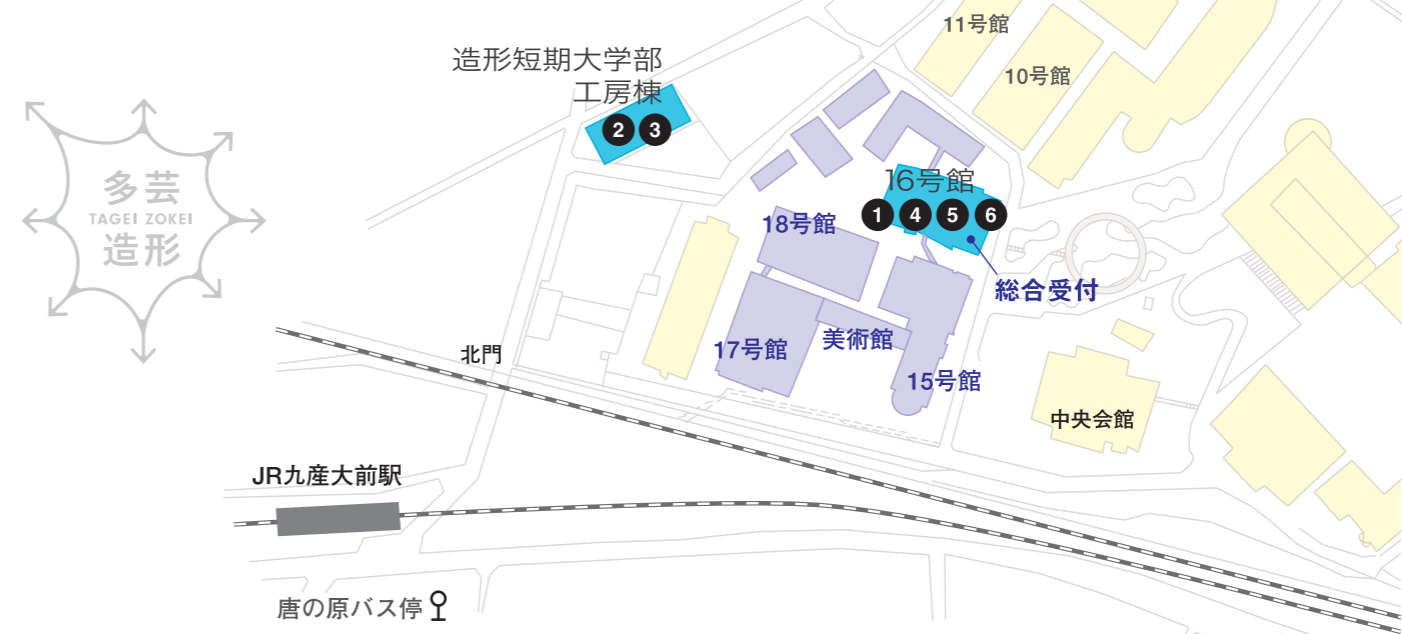 11号館
10号館
造形短期大学部
工房棟
2 3
多芸
TAGEI ZOKEI
造形
16号館
1 4 5 6
18号館
総合受付
17号館
美術館
15号館
北門
中央会館
JR九産大前駅
唐の原バス停